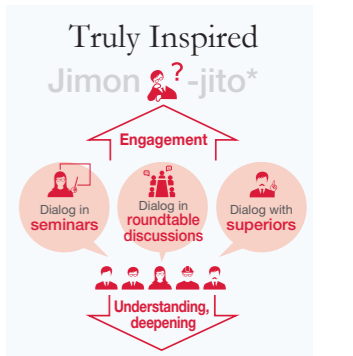 Truly Inspired
Jimon ? -jito*
Engagement
Dialog in
seminars
Dialog in
roundtable
discussions
Dialog with
superiors
Understanding,
deepening